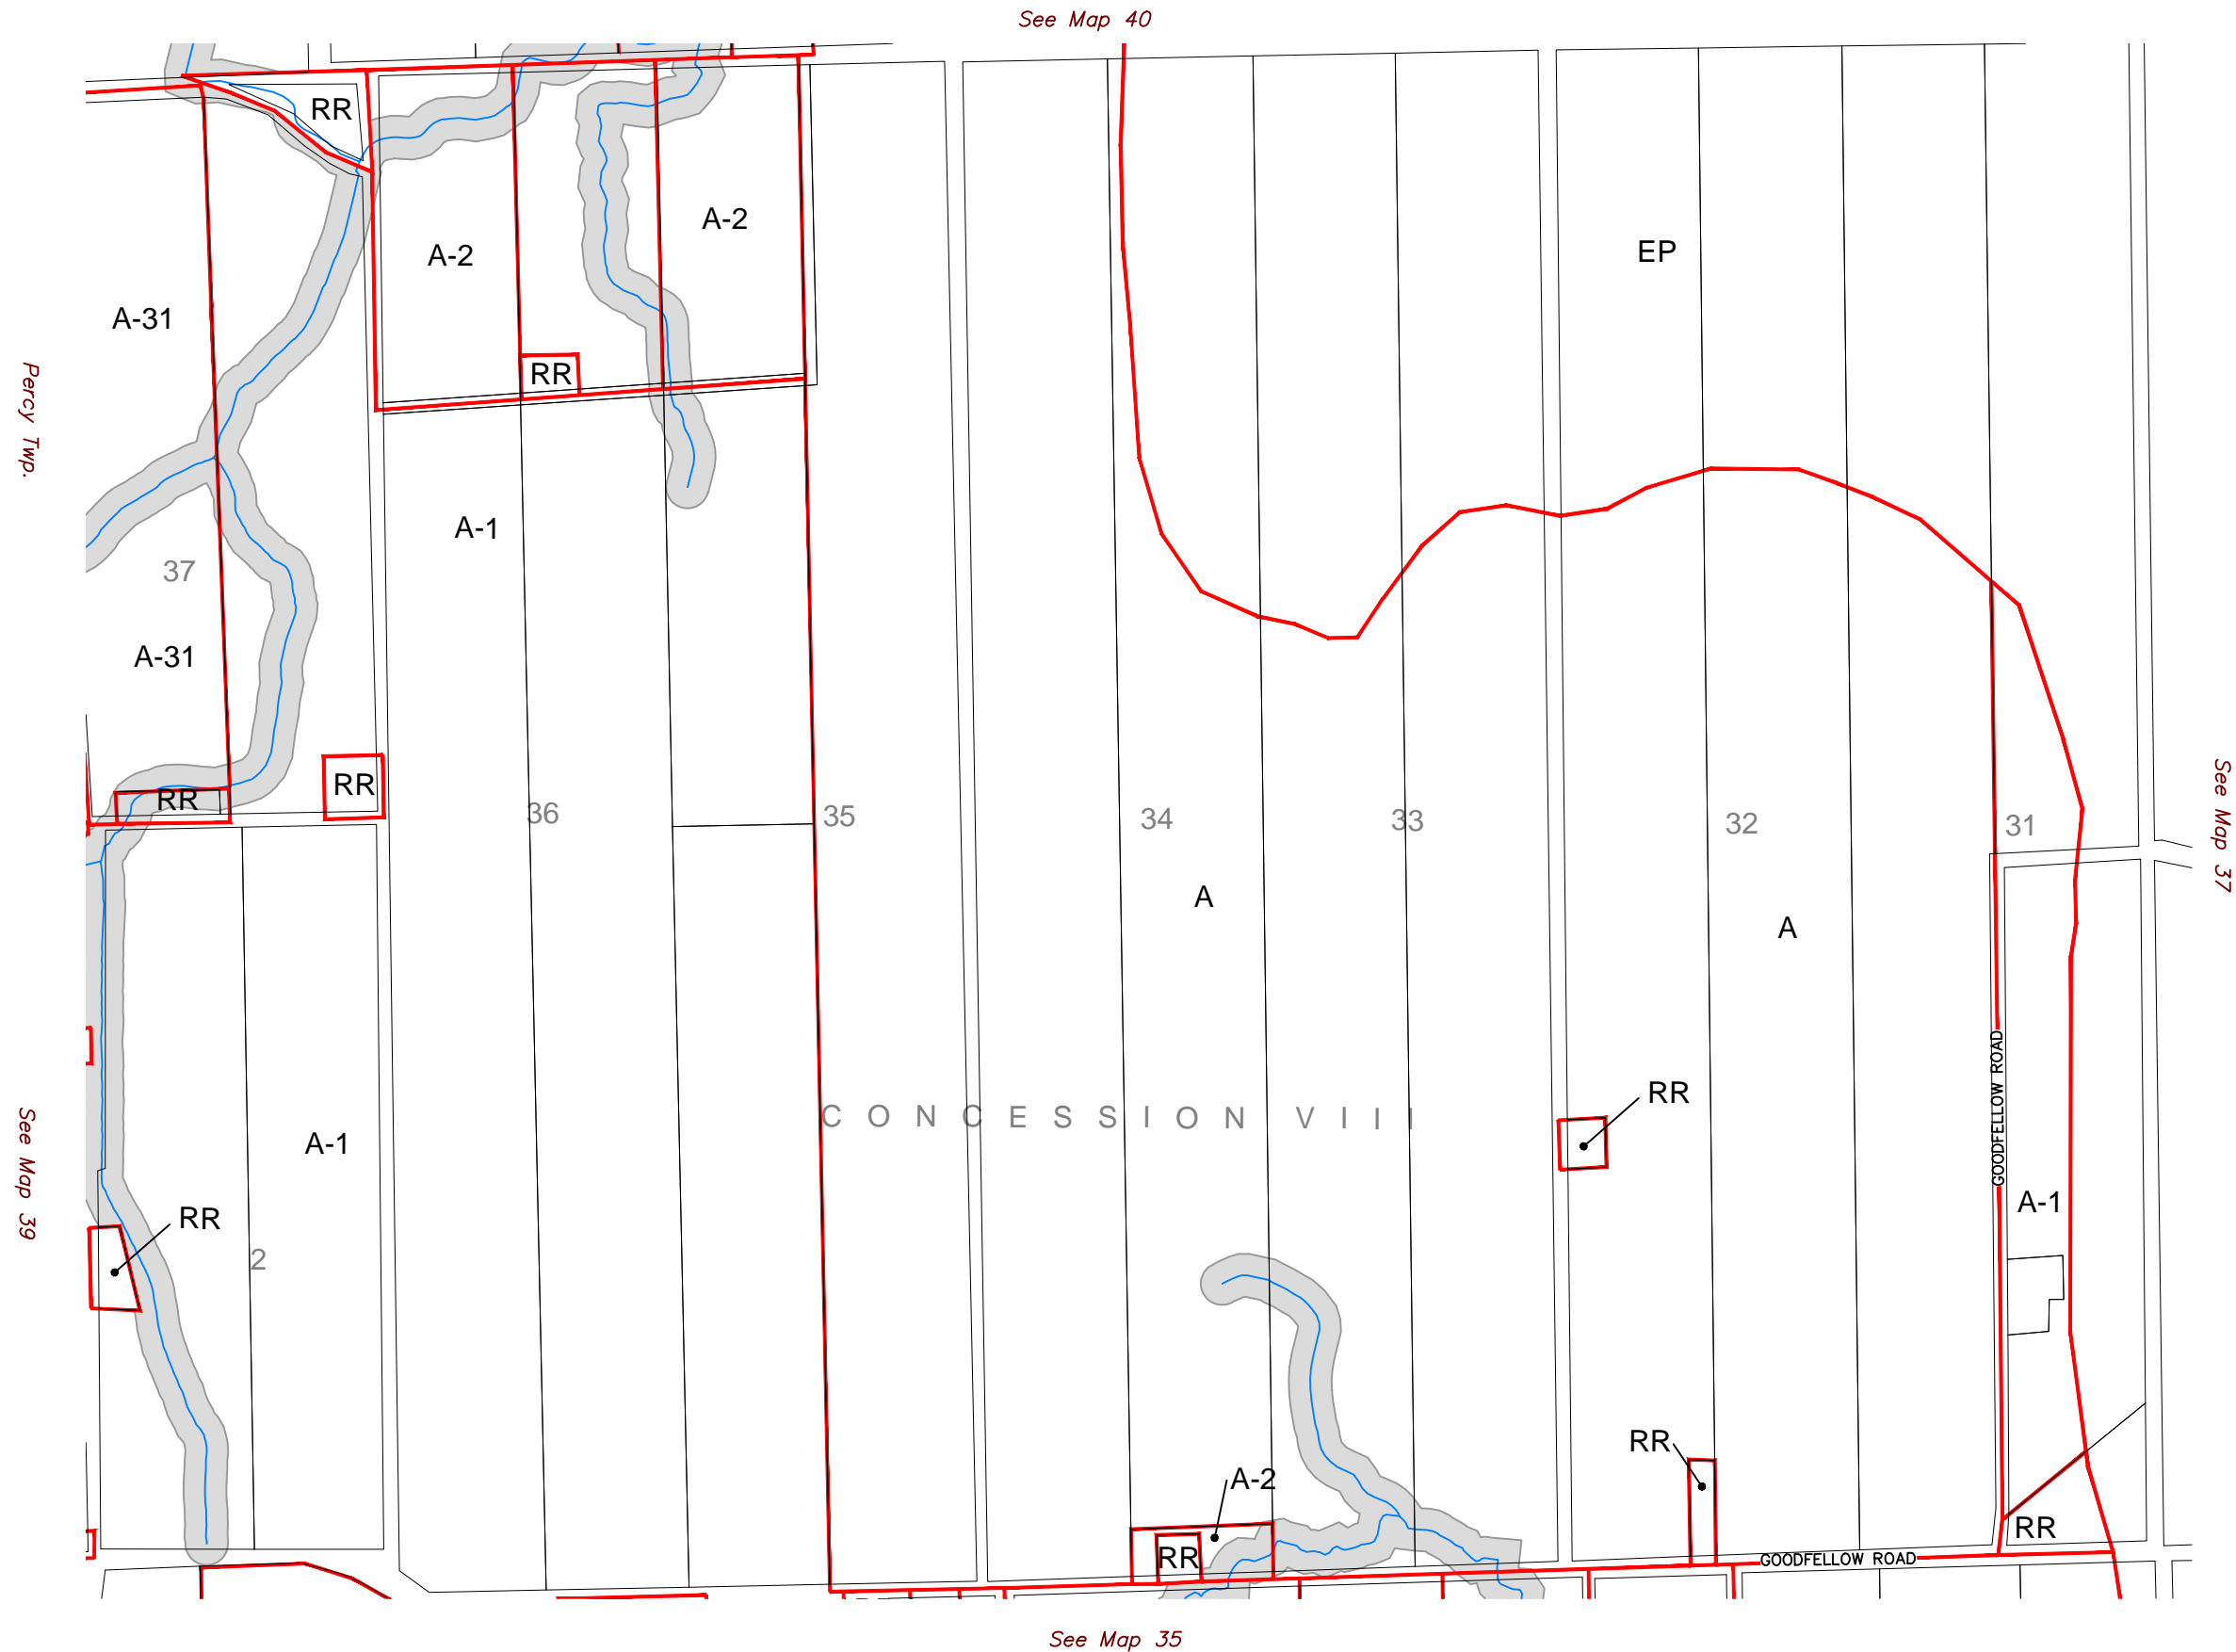 See Map 40
RR
A-2
A-2
EP
A-31
Percy Twp.
RR
A-1
37
A-31
RR
RR
36
35
34
33
32
31
See Map 37
A
A
GOODFELLOW ROAD
RR
CONCESSION VIII
A-1
See Map 39
A-1
RR
2
RR
A-2
RR
RR
GOODFELLOW ROAD
See Map 35